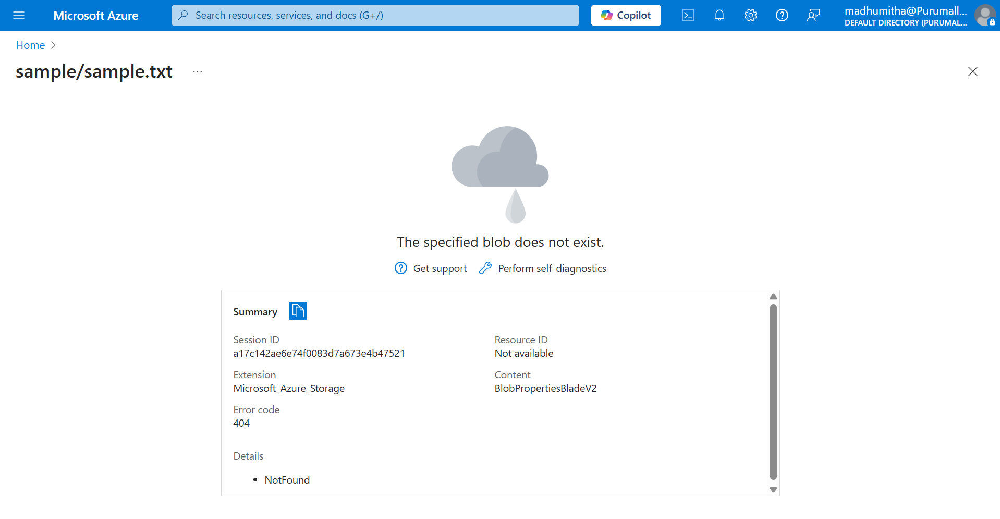 Microsoft Azure
Search resources, services, and docs (G+/)
Copilot
madhumitha@Purumall...
DEFAULT DIRECTORY (PURUMAL...
Home
sample/sample.txt
...
The specified blob does not exist.
Get support
Perform self-diagnostics
Summary
Session ID
a17c142ae6e74f0083d7a673e4b47521
Resource ID
Not available
Extension
Microsoft_Azure_Storage
Content
BlobPropertiesBladeV2
Error code
404
Details
• NotFound